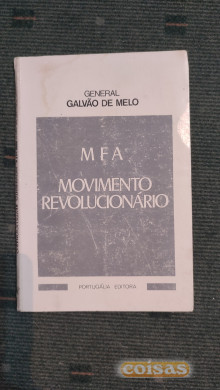 GENERAL
GALVÃO DE MELO
MFA
MOVIMENTO
REVOLUCIONÁRIO
PORTUGÁLIA EDITORA
coisas